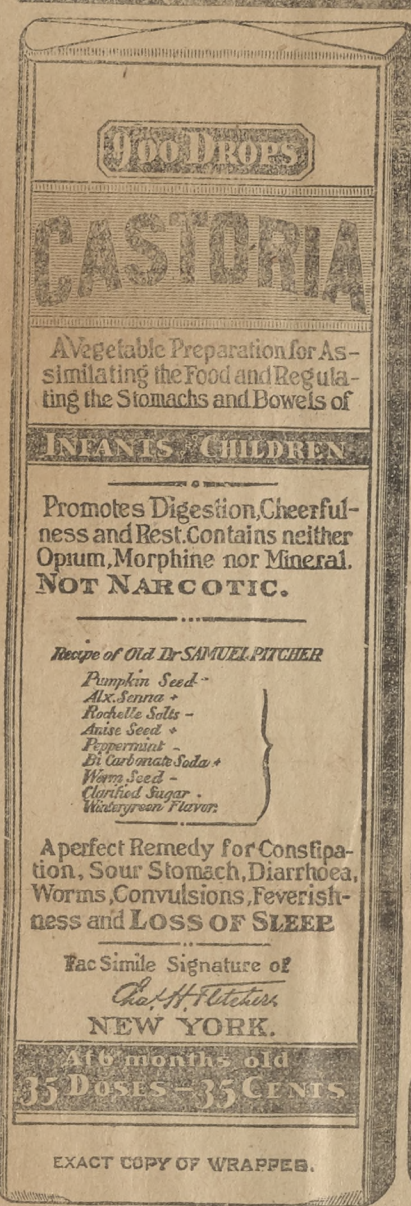 900 DROPS
CASTORIA
A Vegetable Preparation for As-
similating the Food and Regula-
ting the Stomachs and Bowels of
INFANTS CHILDREN
Promotes Digestion, Cheerful-
ness and Rest. Contains neither
Opium, Morphine nor Mineral.
NOT NARCOTIC.
Recipe of Old Dr SAMUEL PITCHER
Pumpkin Seed -
Alx. Senna +
Rochelle Salts -
Anise Seed +
Peppermint -
Bi Carbonate Soda +
Worm Seed -
Clarified Sugar .
Wintergreen Flavor.
A perfect Remedy for Constipa-
tion, Sour Stomach, Diarrhoea,
Worms, Convulsions, Feverish-
ness and LOSS OF SLEEP.
Fac Simile Signature of
Chas. H. Fletcher.
NEW YORK.
At 6 months old
35 DOSES - 35 CENTS
EXACT COPY OF WRAPPER.